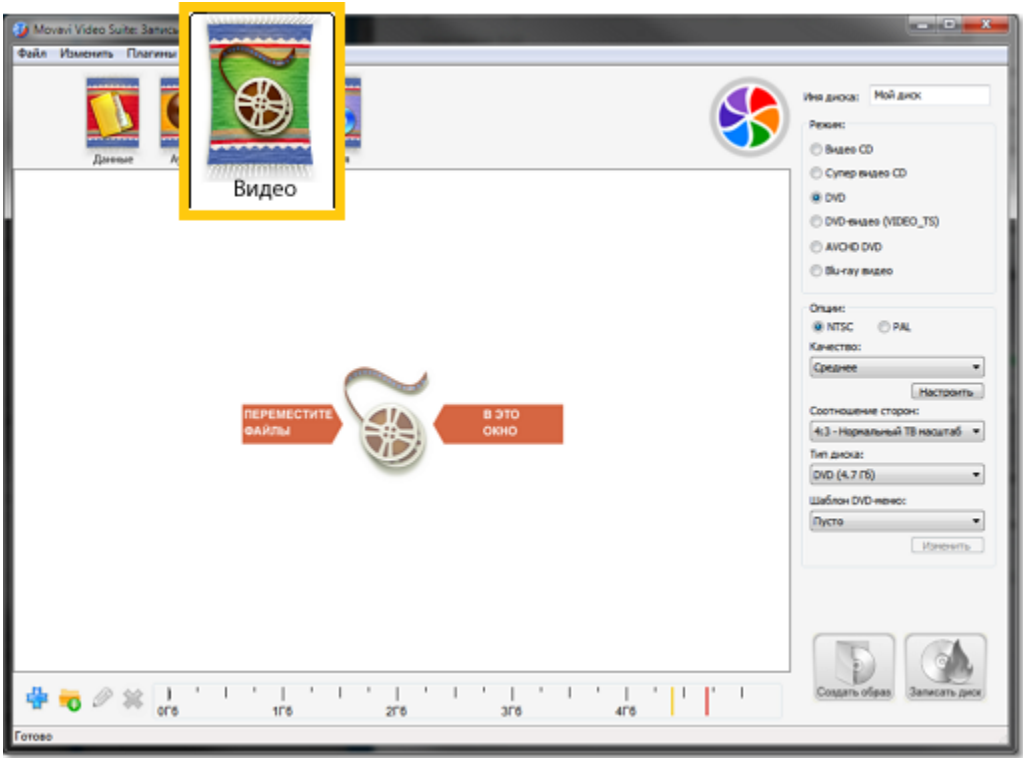 Movavi Video Suite: Запись
Файл Изменить Плагины
Данные
Видео
Имя диска: Мой диск
Режим:
Видео CD
Супер видео CD
DVD
DVD-видео (VIDEO_TS)
AVCHD DVD
Blu-ray видео
Опции:
NTSC PAL
Качество:
Среднее
Настроить
Соотношение сторон:
4:3 - Нормальный ТВ масштаб
Тип диска:
DVD (4.7 Гб)
Шаблон DVD-меню:
Пусто
Изменить
ПЕРЕМЕСТИТЕ
ФАЙЛЫ
В ЭТО
ОКНО
Создать образ Записать диск
0Гб 1Гб 2Гб 3Гб 4Гб
Готово